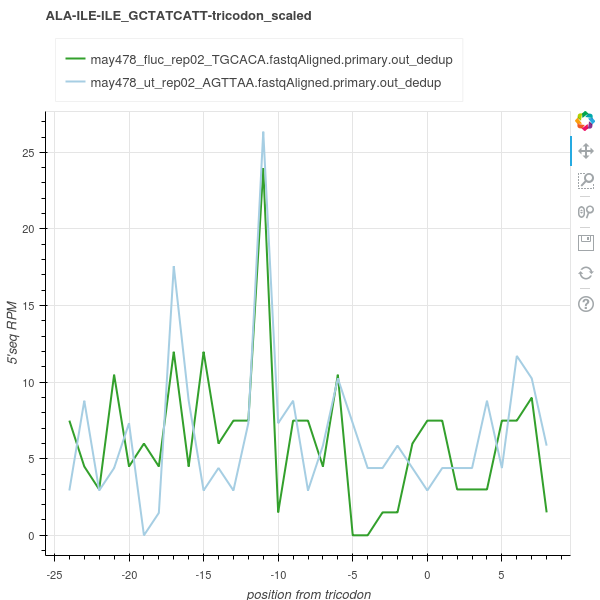 ALA-ILE-ILE_GCTATCATT-tricodon_scaled
may478_fluc_rep02_TGCACA.fastqAligned.primary.out_dedup
may478_ut_rep02_AGTTAA.fastqAligned.primary.out_dedup
25
20
15
10
5
0
5'seq RPM
-25 -20 -15 -10 -5 0 5
position from tricodon